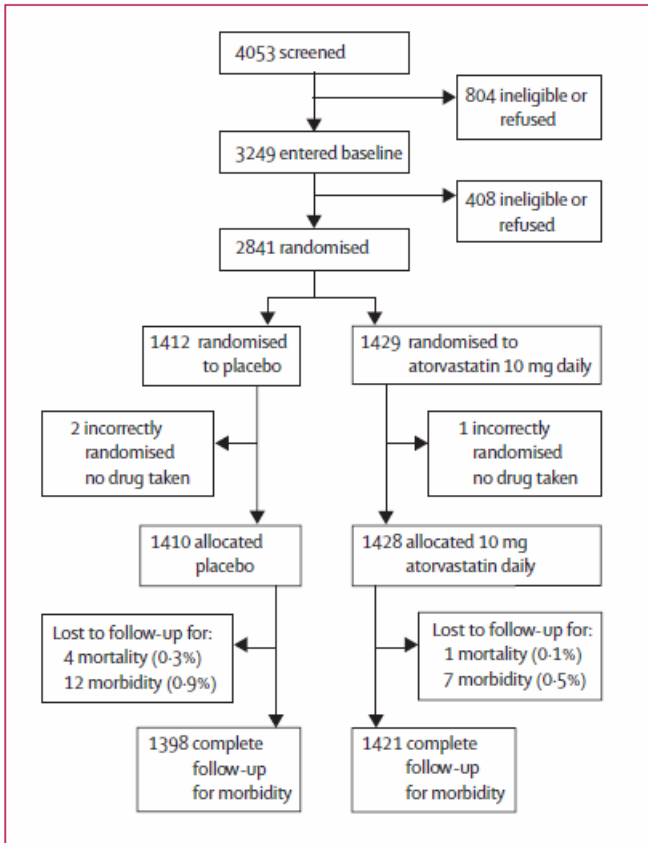 4053 screened
804 ineligible or
refused
3249 entered baseline
408 ineligible or
refused
2841 randomised
1412 randomised
to placebo
1429 randomised to
atorvastatin 10 mg daily
2 incorrectly
randomised
no drug taken
1 incorrectly
randomised
no drug taken
1410 allocated
placebo
1428 allocated 10 mg
atorvastatin daily
Lost to follow-up for:
4 mortality (0·3%)
12 morbidity (0·9%)
Lost to follow-up for:
1 mortality (0·1%)
7 morbidity (0·5%)
1398 complete
follow-up
for morbidity
1421 complete
follow-up
for morbidity